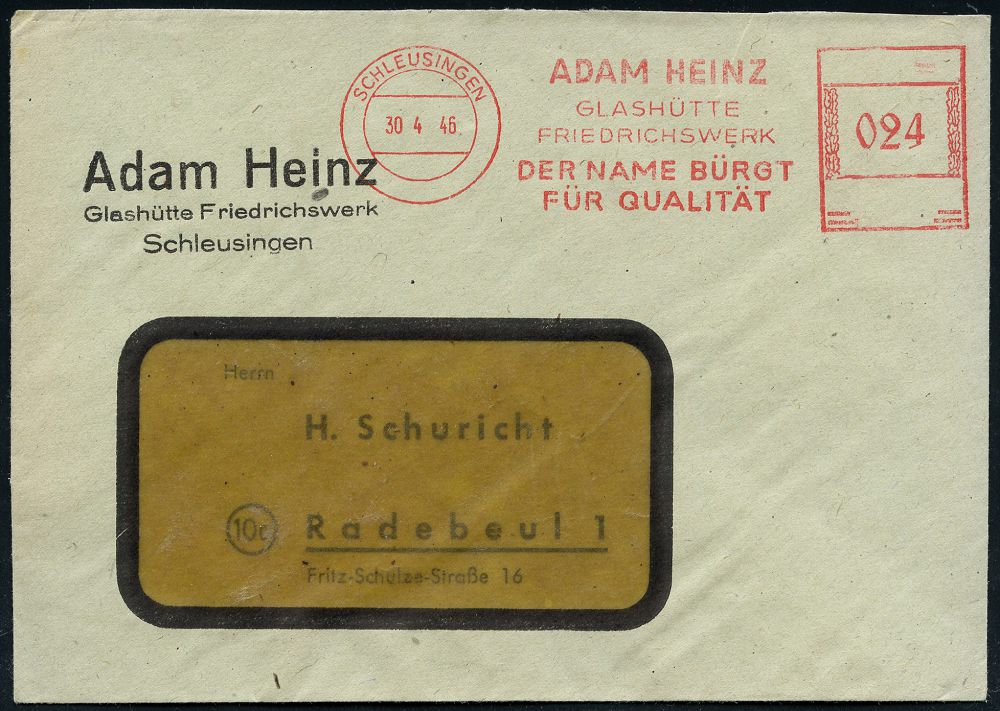 SCHLEUSINGEN
30 4 46
ADAM HEINZ
GLASHÜTTE
FRIEDRICHSWERK
DER NAME BÜRGT
FÜR QUALITÄT
024
Adam Heinz
Glashütte Friedrichswerk
Schleusingen
Herrn
H. Schuricht
10c Radebeul 1
Fritz-Schulze-Straße 16